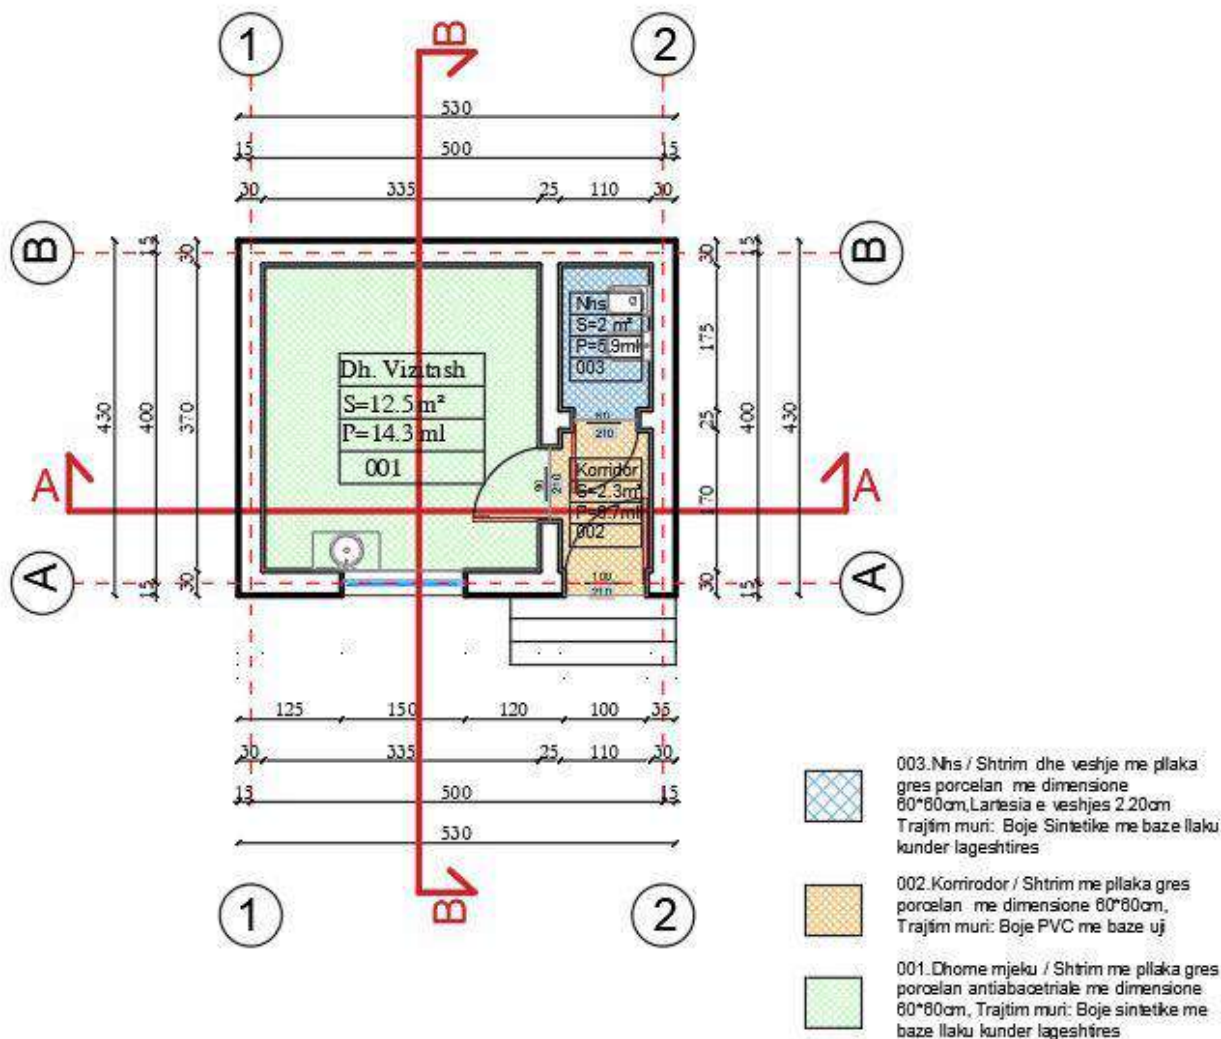 1
2
B
530
15 500 15
30 335 25 110 30
B
B
15
30
30
15
430
400
370
175
25
400
430
170
30
15
30
15
Nhs
S=2 m²
P=5.9ml
003
80
210
Dh. Vizitash
S=12.5 m²
P=14.3 ml
001
90
210
Korridor
S=2.3m²
002
100
210
A
A
A
A
125 150 120 100 35
30 335 25 110 30
15 500 15
530
B
1
2
003.Nhs / Shtrim dhe veshje me pllaka
gres porcelan me dimensione
60*60cm,Lartesia e veshjes 2.20cm
Trajtim muri: Boje Sintetike me baze llaku
kunder lageshtires
002.Korrirodor / Shtrim me pllaka gres
porcelan me dimensione 60*60cm,
Trajtim muri: Boje PVC me baze uji
001.Dhome mjeku / Shtrim me pllaka gres
porcelan antiabacetriale me dimensione
60*60cm, Trajtim muri: Boje sintetike me
baze llaku kunder lageshtires